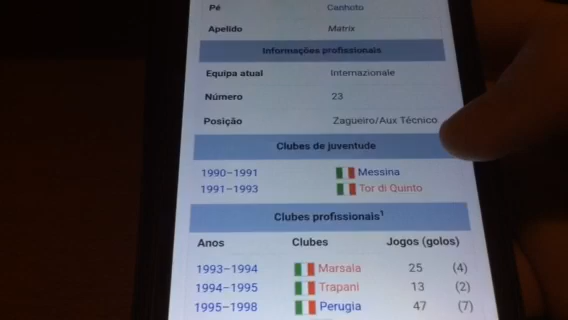 Pé Canhoto
Apelido Matrix
Informações profissionais
Equipa atual Internazionale
Número 23
Posição Zagueiro/Aux Técnico
Clubes de juventude
1990–1991 Messina
1991–1993 Tor di Quinto
Clubes profissionais1
Anos Clubes Jogos (golos)
1993–1994 Marsala 25 (4)
1994–1995 Trapani 13 (2)
1995–1998 Perugia 47 (7)